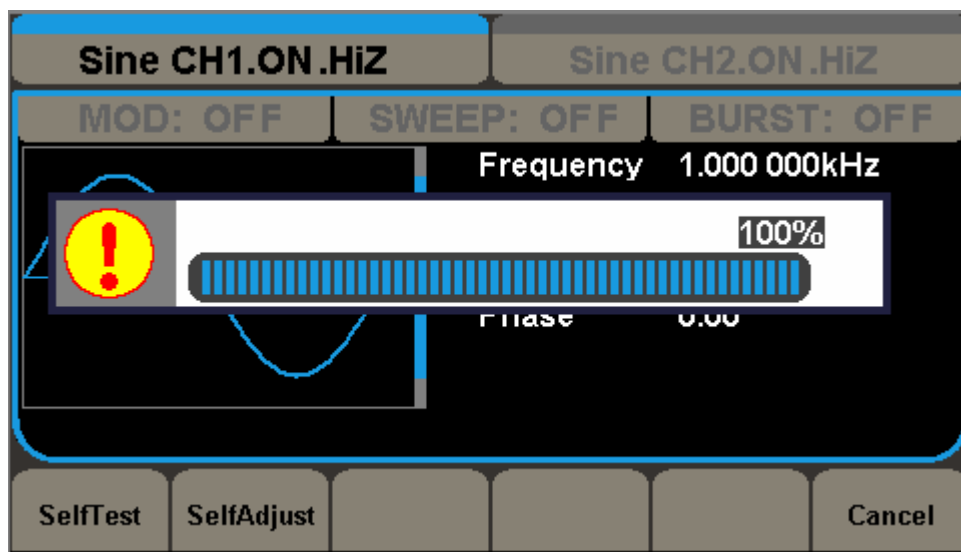 Sine CH1.ON.HiZ
Sine CH2.ON.HiZ
MOD: OFF
SWEEP: OFF
BURST: OFF
Frequency 1.000 000kHz
100%
Phase 0.00
SelfTest
SelfAdjust
Cancel